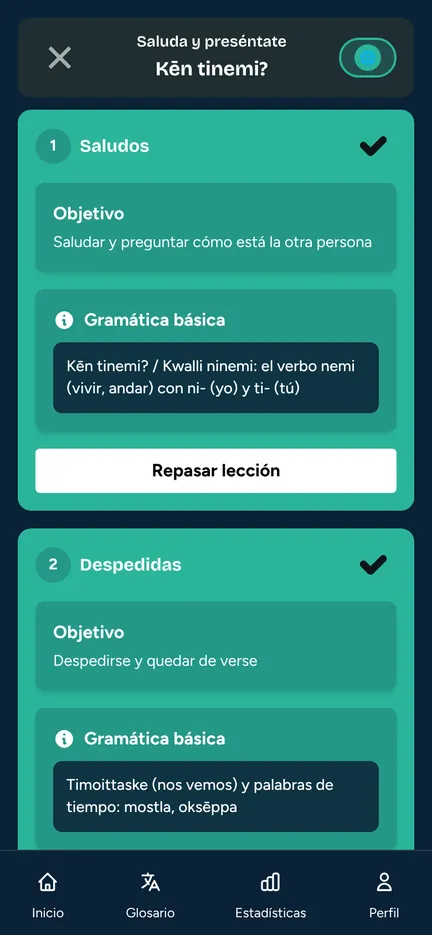 Saluda y preséntate
Kēn tinemi?
1 Saludos
Objetivo
Saludar y preguntar cómo está la otra persona
Gramática básica
Kēn tinemi? / Kwalli ninemi: el verbo nemi
(vivir, andar) con ni- (yo) y ti- (tú)
Repasar lección
2 Despedidas
Objetivo
Despedirse y quedar de verse
Gramática básica
Timoittaske (nos vemos) y palabras de
tiempo: mostla, oksēppa
Inicio
Glosario
Estadísticas
Perfil